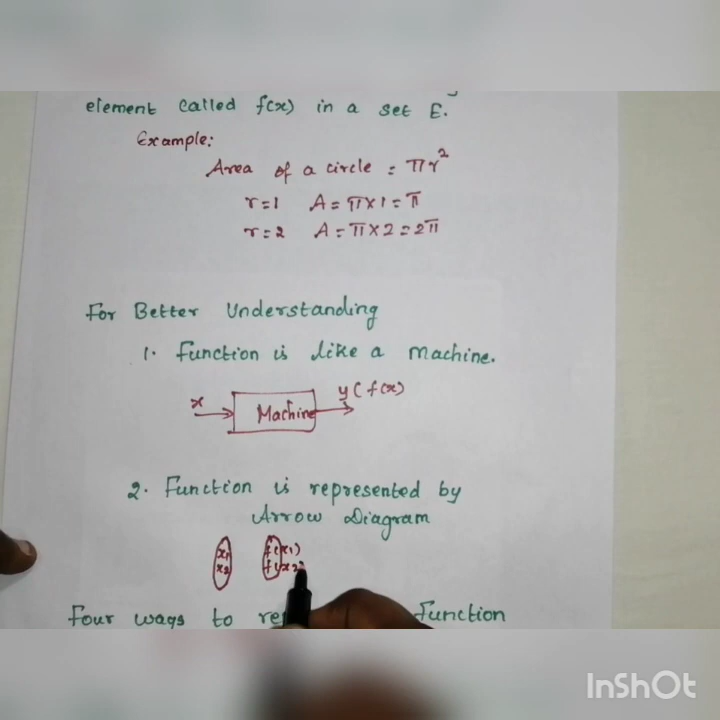 element called f(x) in a set E.
Example:
Area of a circle = πr²
r=1 A = π×1 = π
r=2 A = π×2 = 2π
For Better Understanding
1. Function is like a machine.
x Machine y(f(x)
2. Function is represented by
Arrow Diagram
x1 f(x1)
x2 f(x2)
Four ways to function
InShOt